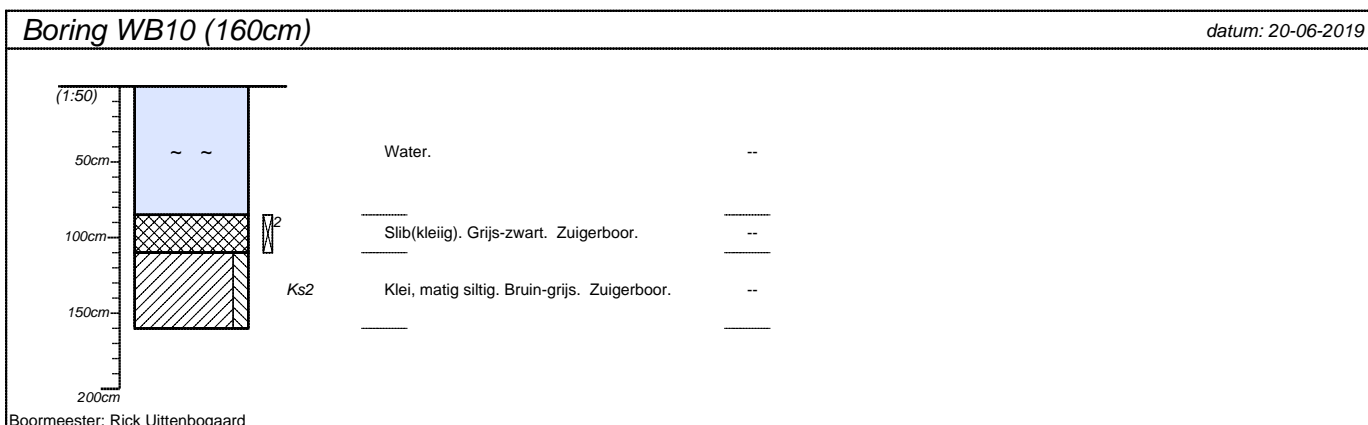 Boring WB10 (160cm) datum: 20-06-2019
(1:50)
~ ~ Water. --
50cm
2
100cm Slib(kleiig). Grijs-zwart. Zuigerboor. --
Ks2 Klei, matig siltig. Bruin-grijs. Zuigerboor. --
150cm
200cm
Boormeester: Rick Uittenbogaard